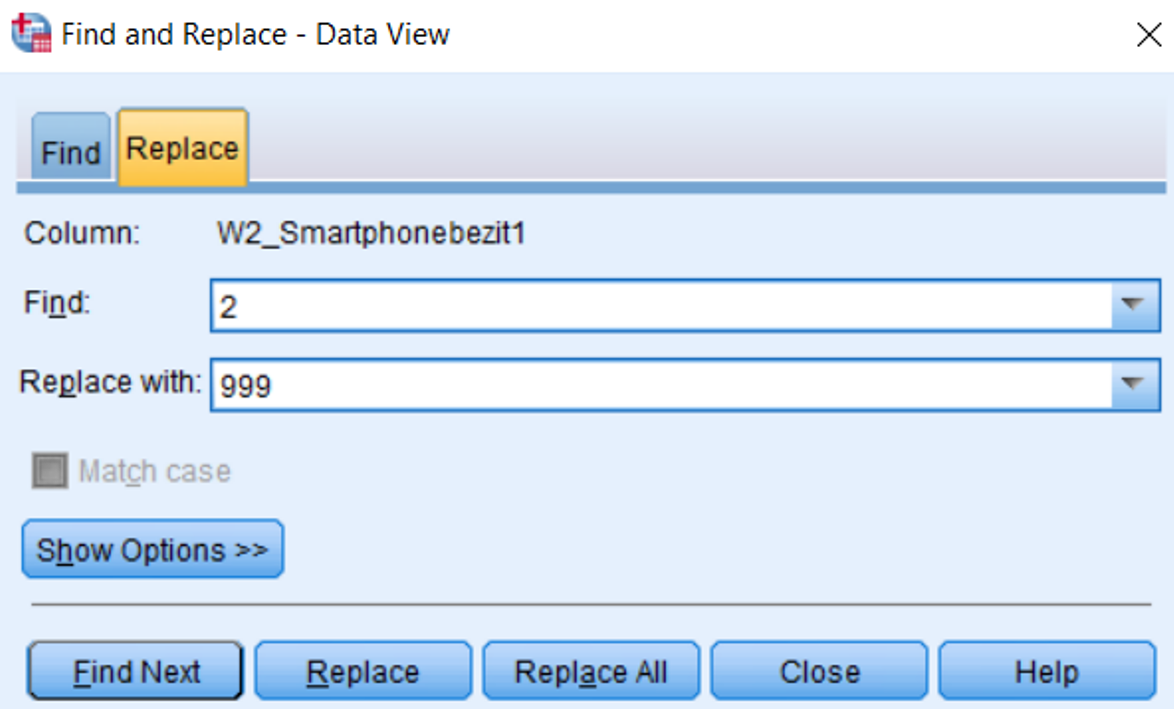 Find and Replace - Data View
Find Replace
Column: W2_Smartphonebezit1
Find: 2
Replace with: 999
Match case
Show Options >>
Find Next Replace Replace All Close Help